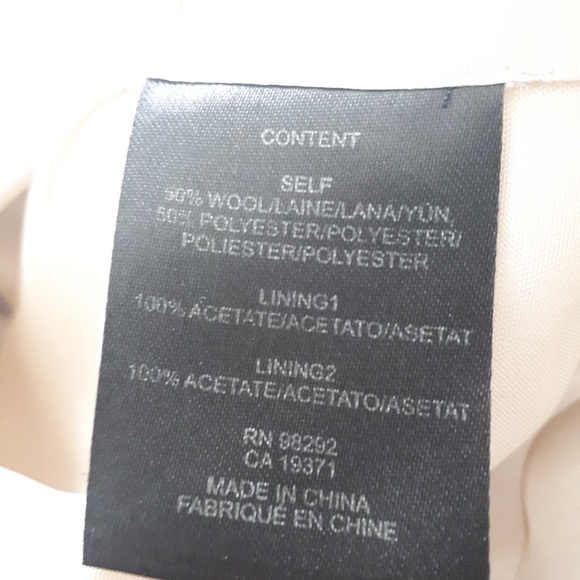 CONTENT
SELF
50% WOOL/LAINE/LANA/YÜN,
50% POLYESTER/POLYESTER/
POLIESTER/POLYESTER
LINING1
100% ACETATE/ACETATO/ASETAT
LINING2
100% ACETATE/ACETATO/ASETAT
RN 98292
CA 19371
MADE IN CHINA
FABRIQUÉ EN CHINE